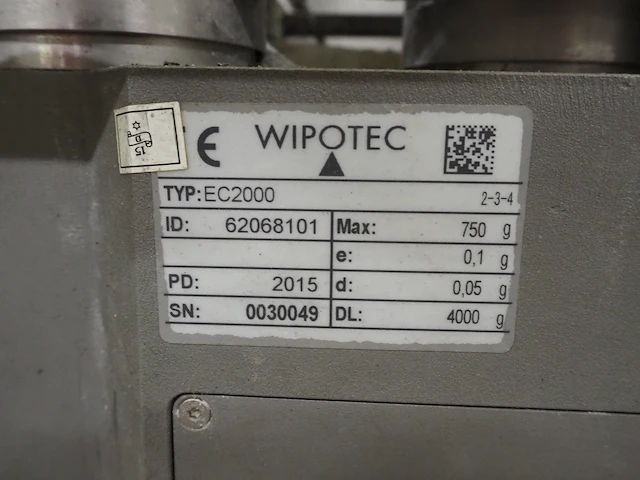 CE WIPOTEC
TYP: EC2000 2-3-4
ID: 62068101 Max: 750 g
e: 0,1 g
PD: 2015 d: 0,05 g
SN: 0030049 DL: 4000 g